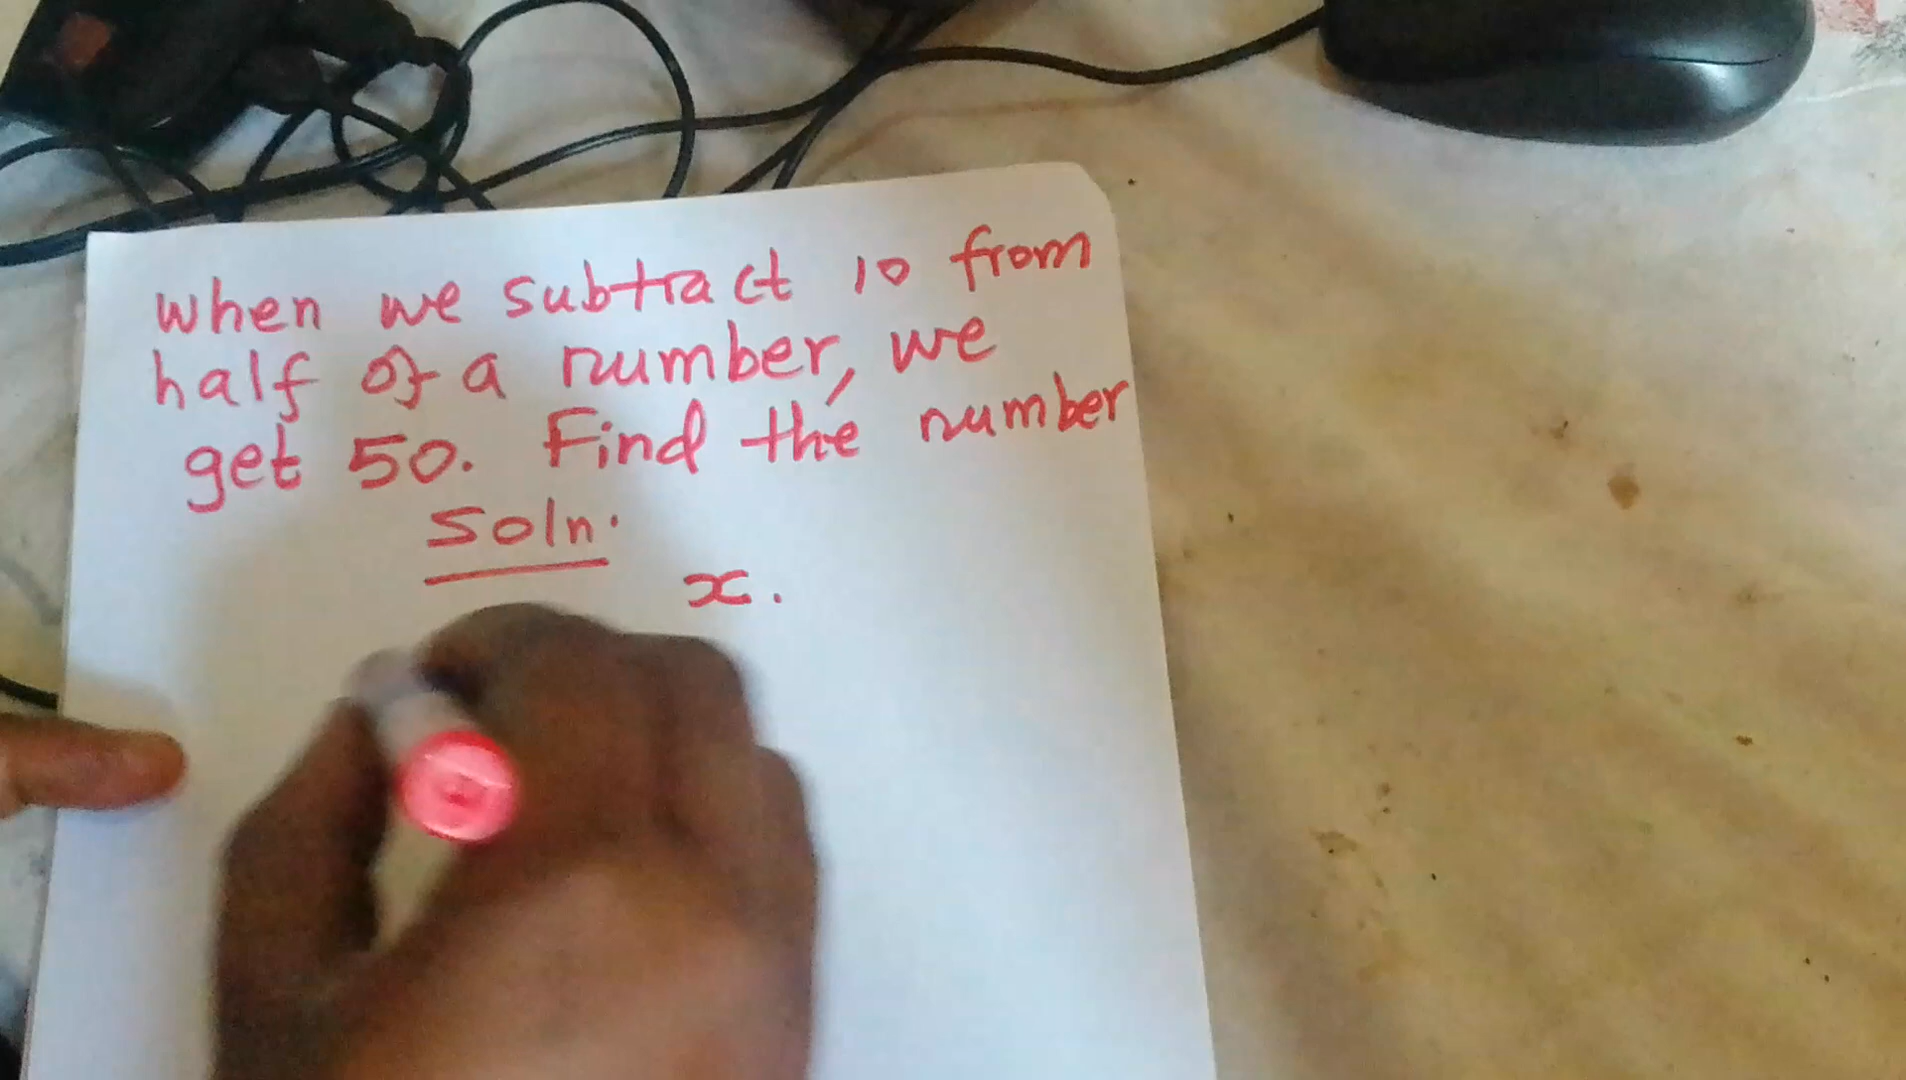 when we subtract 10 from
half of a number, we
get 50. Find the number
Soln.
x.